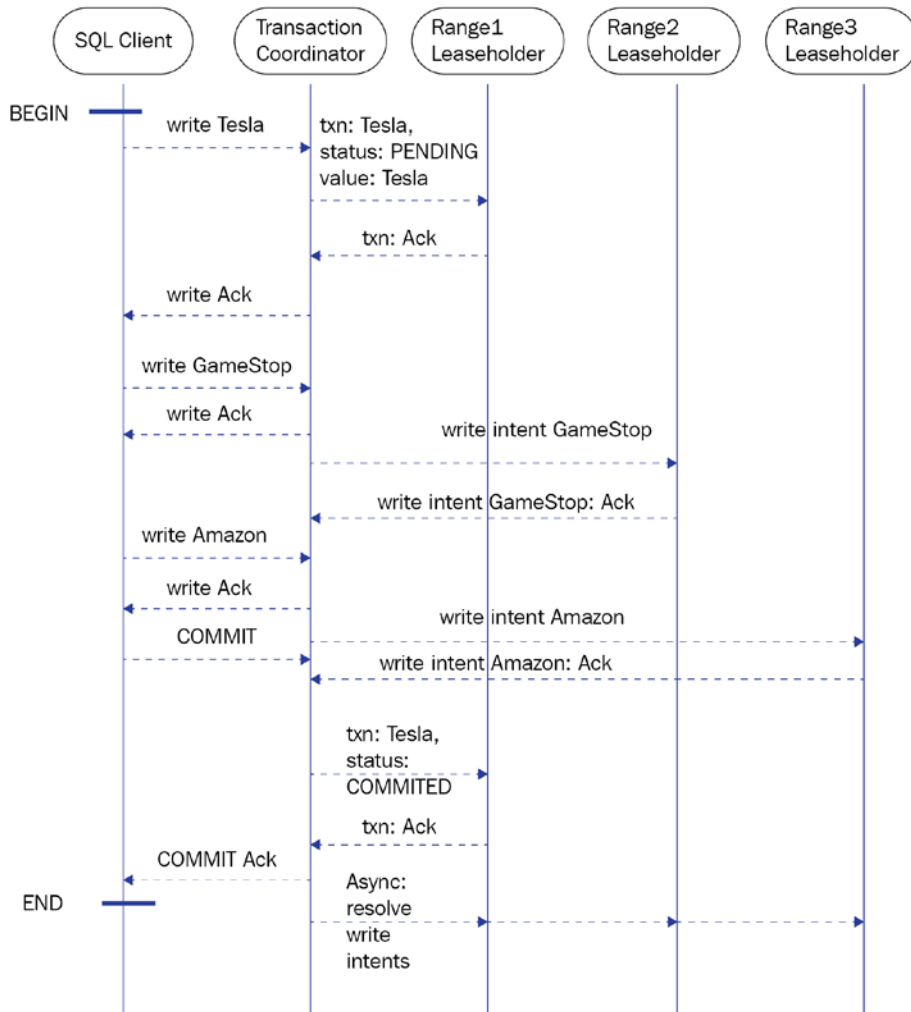 SQL Client
Transaction
Coordinator
Range1
Leaseholder
Range2
Leaseholder
Range3
Leaseholder
BEGIN
write Tesla
txn: Tesla,
status: PENDING
value: Tesla
txn: Ack
write Ack
write GameStop
write Ack
write intent GameStop
write intent GameStop: Ack
write Amazon
write Ack
write intent Amazon
COMMIT
write intent Amazon: Ack
txn: Tesla,
status:
COMMITED
txn: Ack
COMMIT Ack
END
Async:
resolve
write
intents